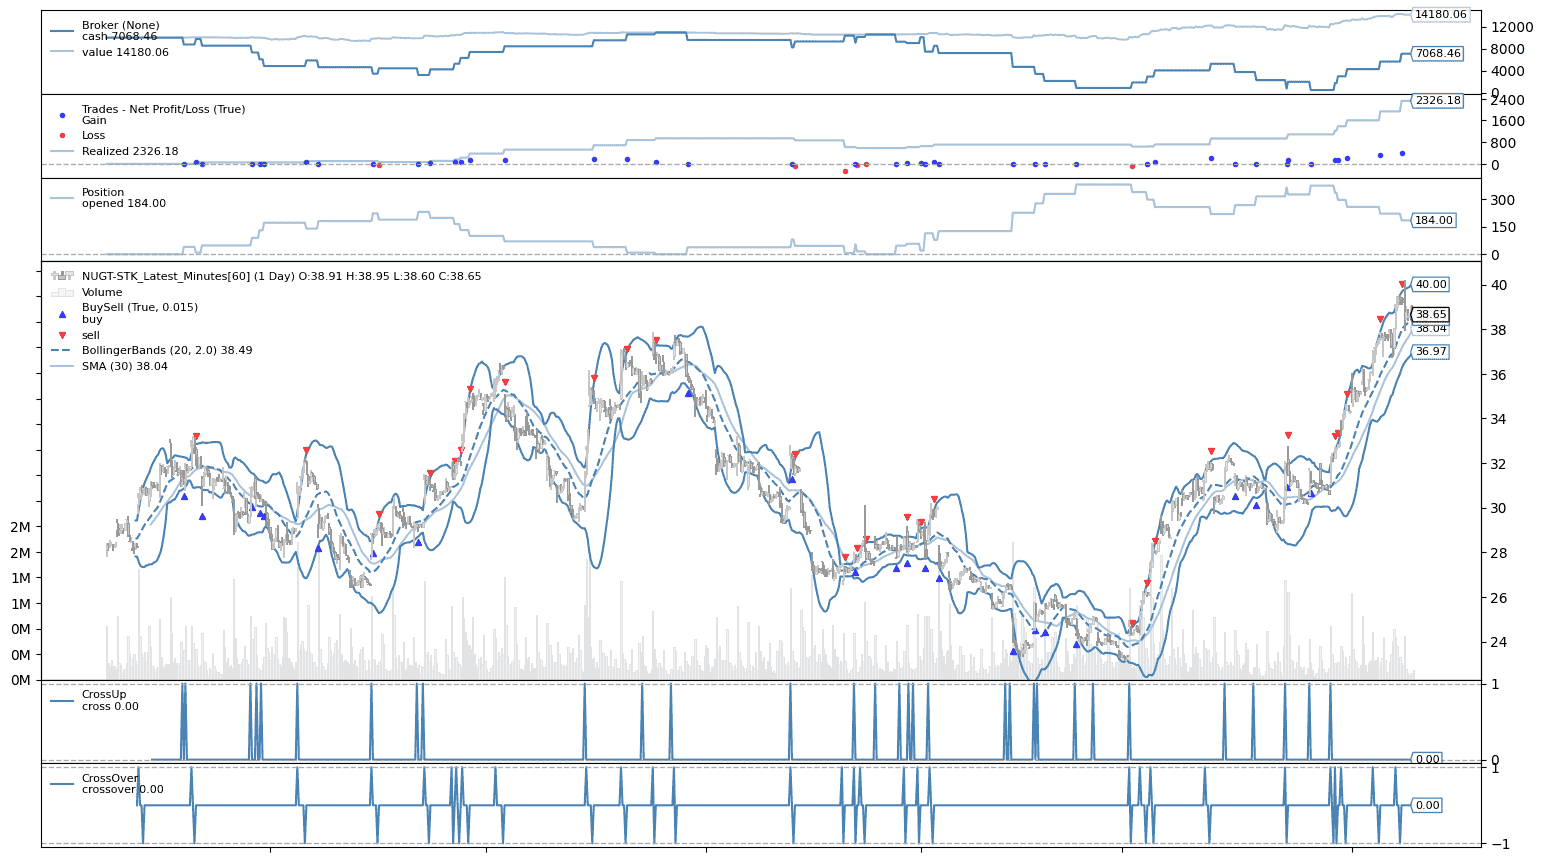 Broker (None)
cash 7068.46
value 14180.06
14180.06
12000
8000
7068.46
4000
0
Trades - Net Profit/Loss (True)
Gain
Loss
Realized 2326.18
2400
2326.18
1600
800
0
Position
opened 184.00
300
184.00
150
0
NUGT-STK_Latest_Minutes[60] (1 Day) O:38.91 H:38.95 L:38.60 C:38.65
Volume
BuySell (True, 0.015)
buy
sell
BollingerBands (20, 2.0) 38.49
SMA (30) 38.04
40.00
40
38.65
38.04
38
36.97
36
34
32
30
28
26
24
2M
2M
1M
1M
0M
0M
0M
CrossUp
cross 0.00
1
0.00
0
CrossOver
crossover 0.00
1
0.00
−1